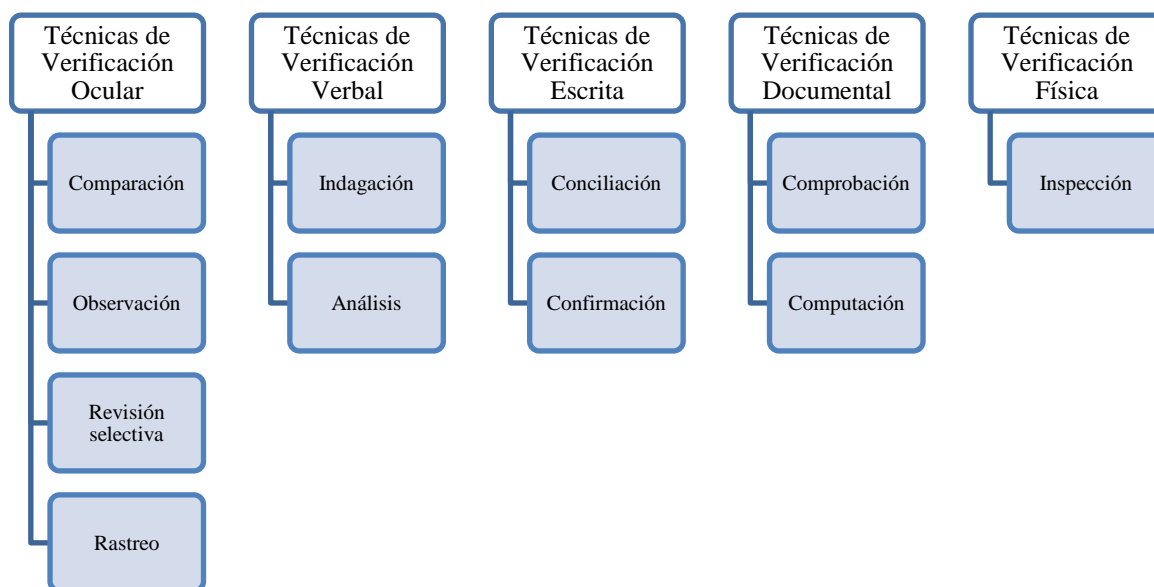 Técnicas de
Verificación
Ocular
Comparación
Observación
Revisión
selectiva
Rastreo
Técnicas de
Verificación
Verbal
Indagación
Análisis
Técnicas de
Verificación
Escrita
Conciliación
Confirmación
Técnicas de
Verificación
Documental
Comprobación
Computación
Técnicas de
Verificación
Física
Inspección